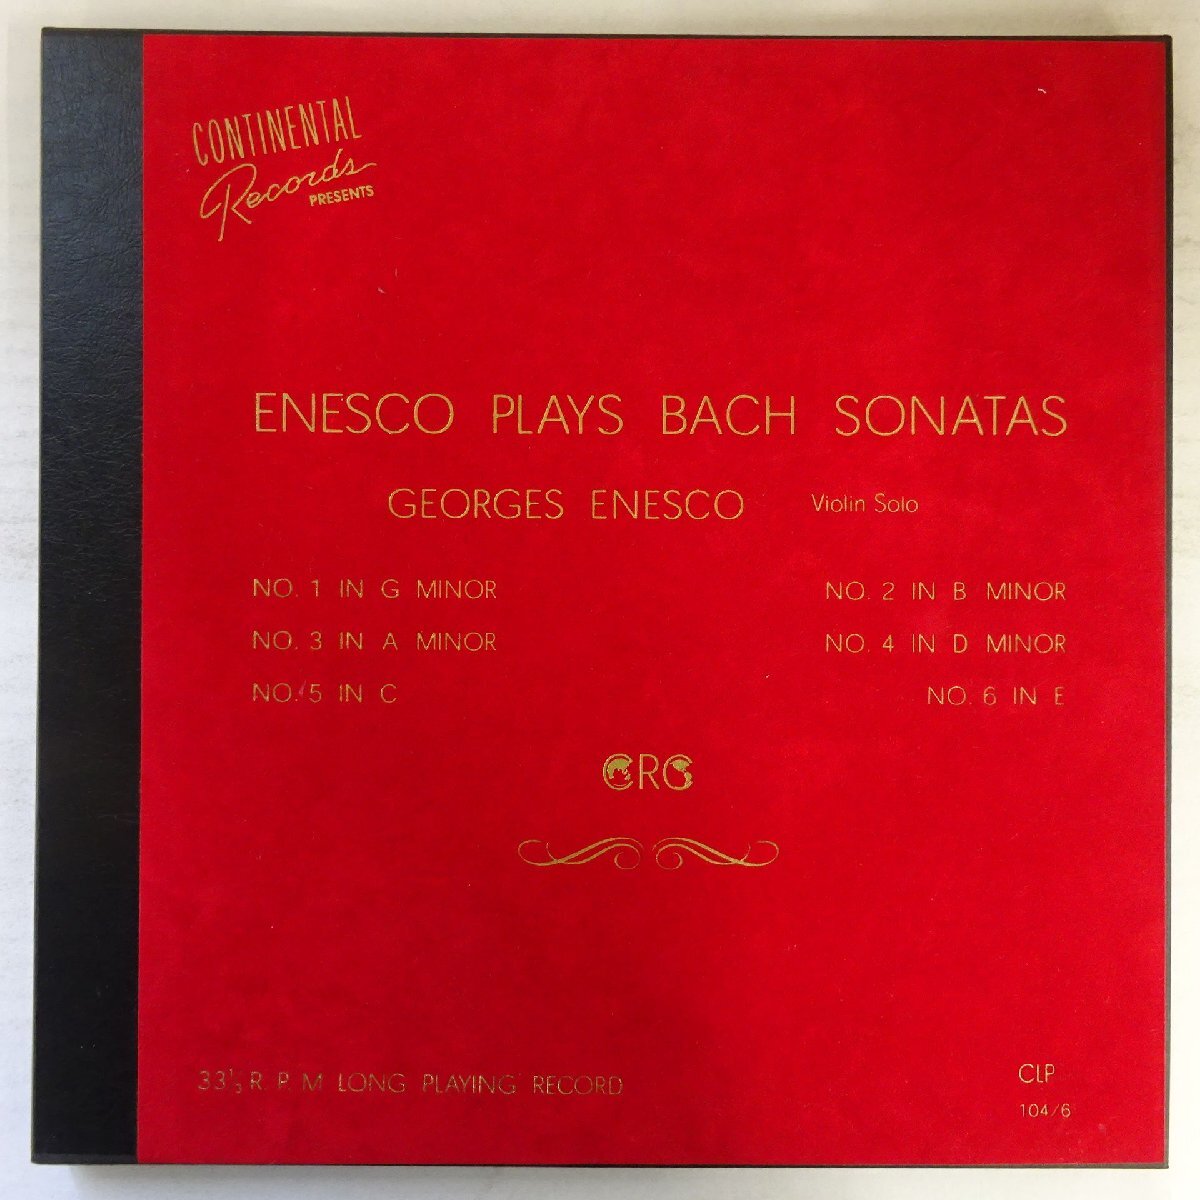 CONTINENTAL
Records
PRESENTS
ENESCO PLAYS BACH SONATAS
GEORGES ENESCO Violin Solo
NO. 1 IN G MINOR NO. 2 IN B MINOR
NO. 3 IN A MINOR NO. 4 IN D MINOR
NO. 5 IN C NO. 6 IN E
CRG
33⅓ R P M LONG PLAYING RECORD
CLP
104/6